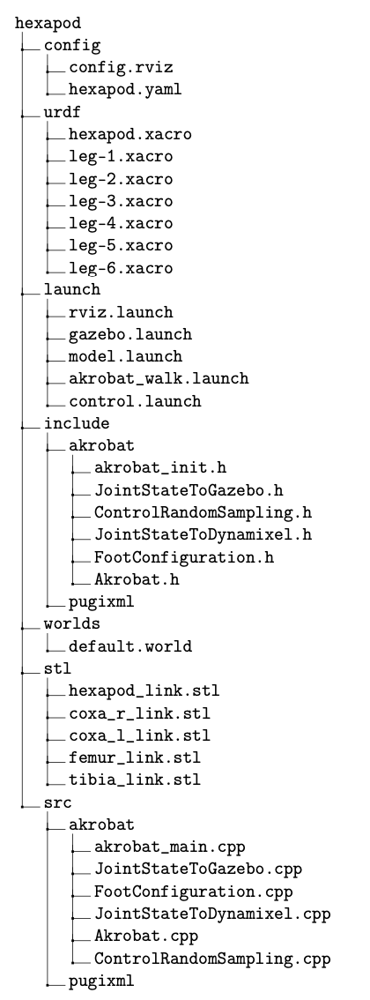 hexapod
config
config.rviz
hexapod.yaml
urdf
hexapod.xacro
leg-1.xacro
leg-2.xacro
leg-3.xacro
leg-4.xacro
leg-5.xacro
leg-6.xacro
launch
rviz.launch
gazebo.launch
model.launch
akrobat_walk.launch
control.launch
include
akrobat
akrobat_init.h
JointStateToGazebo.h
ControlRandomSampling.h
JointStateToDynamixel.h
FootConfiguration.h
Akrobat.h
pugixml
worlds
default.world
stl
hexapod_link.stl
coxa_r_link.stl
coxa_l_link.stl
femur_link.stl
tibia_link.stl
src
akrobat
akrobat_main.cpp
JointStateToGazebo.cpp
FootConfiguration.cpp
JointStateToDynamixel.cpp
Akrobat.cpp
ControlRandomSampling.cpp
pugixml